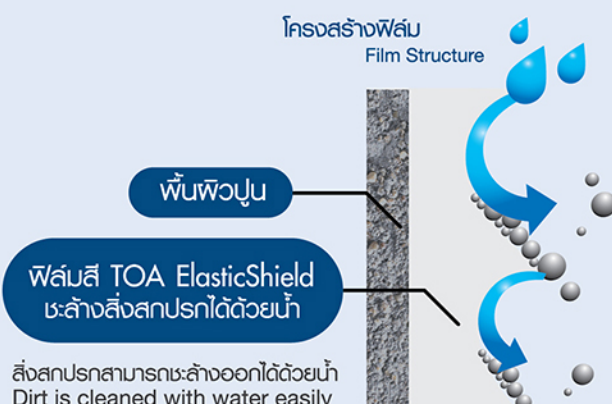 โครงสร้างฟิล์ม
Film Structure
พื้นผิวปูน
ฟิล์มสี TOA ElasticShield
ชะล้างสิ่งสกปรกได้ด้วยน้ำ
สิ่งสกปรกสามารถชะล้างออกได้ด้วยน้ำ
Dirt is cleaned with water easily